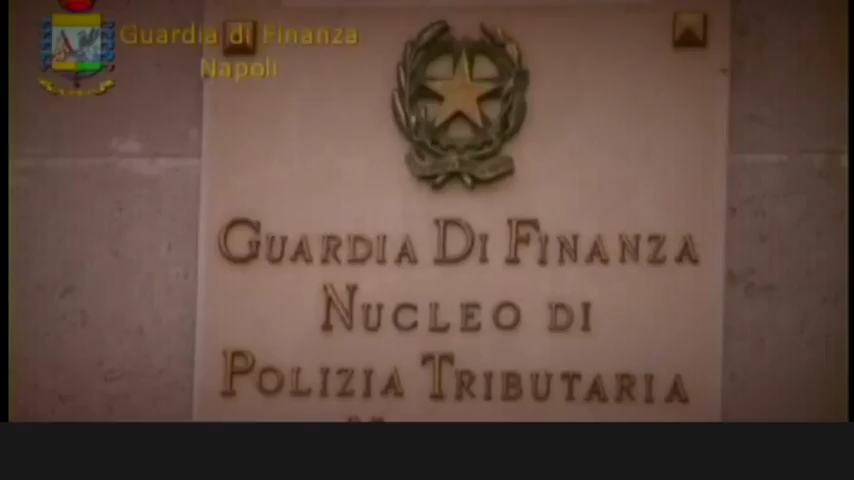 Guardia di Finanza
Napoli
GUARDIA DI FINANZA
NUCLEO DI
POLIZIA TRIBUTARIA